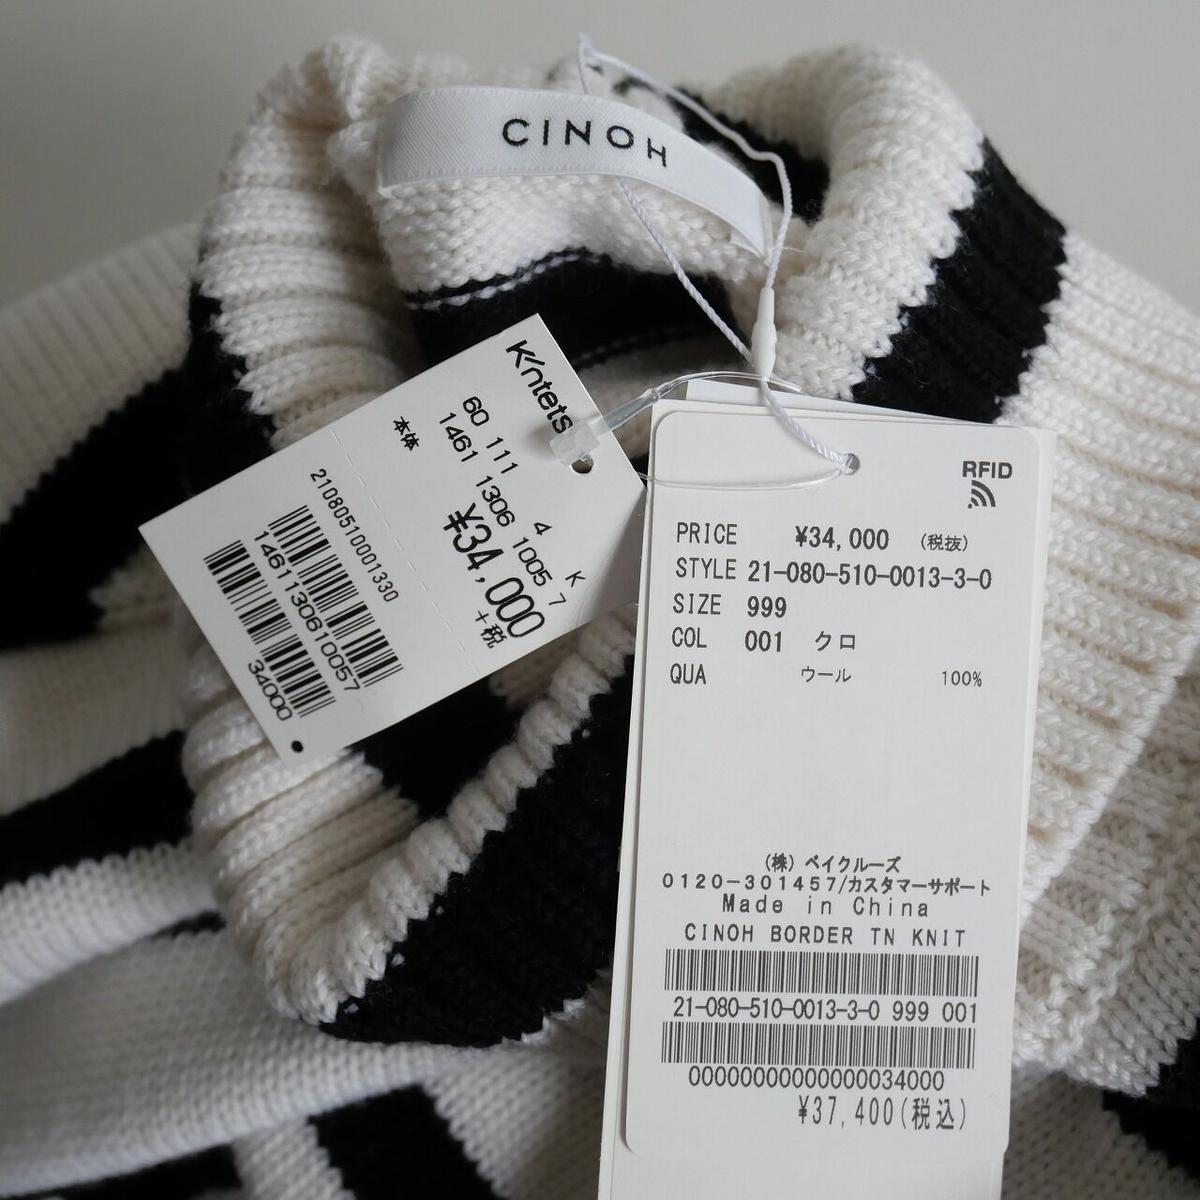 CINOH
K'ntets
60 111 4 K
1461 1306 1005 7
本体 ¥34,000
+税
21080510001330
1461130610057
34000
RFID
PRICE ¥34,000 (税抜)
STYLE 21-080-510-0013-3-0
SIZE 999
COL 001 クロ
QUA ウール 100%
(株)ベイクルーズ
0120-301457/カスタマーサポート
Made in China
CINOH BORDER TN KNIT
21-080-510-0013-3-0 999 001
00000000000000034000
¥37,400(税込)